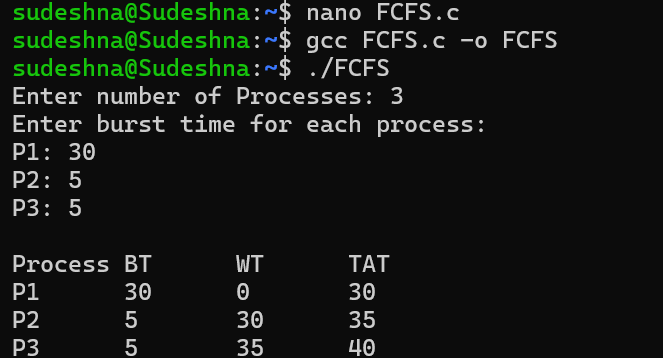 sudeshna@Sudeshna:~$ nano FCFS.c
sudeshna@Sudeshna:~$ gcc FCFS.c -o FCFS
sudeshna@Sudeshna:~$ ./FCFS
Enter number of Processes: 3
Enter burst time for each process:
P1: 30
P2: 5
P3: 5
Process BT WT TAT
P1 30 0 30
P2 5 30 35
P3 5 35 40